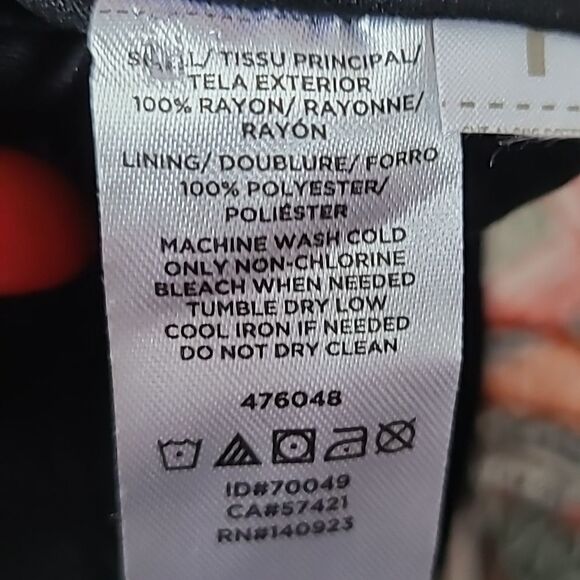 TISSU PRINCIPAL/
TELA EXTERIOR
100% RAYON/ RAYONNE/
RAYÓN
LINING/ DOUBLURE/ FORRO
100% POLYESTER/
POLIÉSTER
MACHINE WASH COLD
ONLY NON-CHLORINE
BLEACH WHEN NEEDED
TUMBLE DRY LOW
COOL IRON IF NEEDED
DO NOT DRY CLEAN
476048
ID#70049
CA#57421
RN#140923